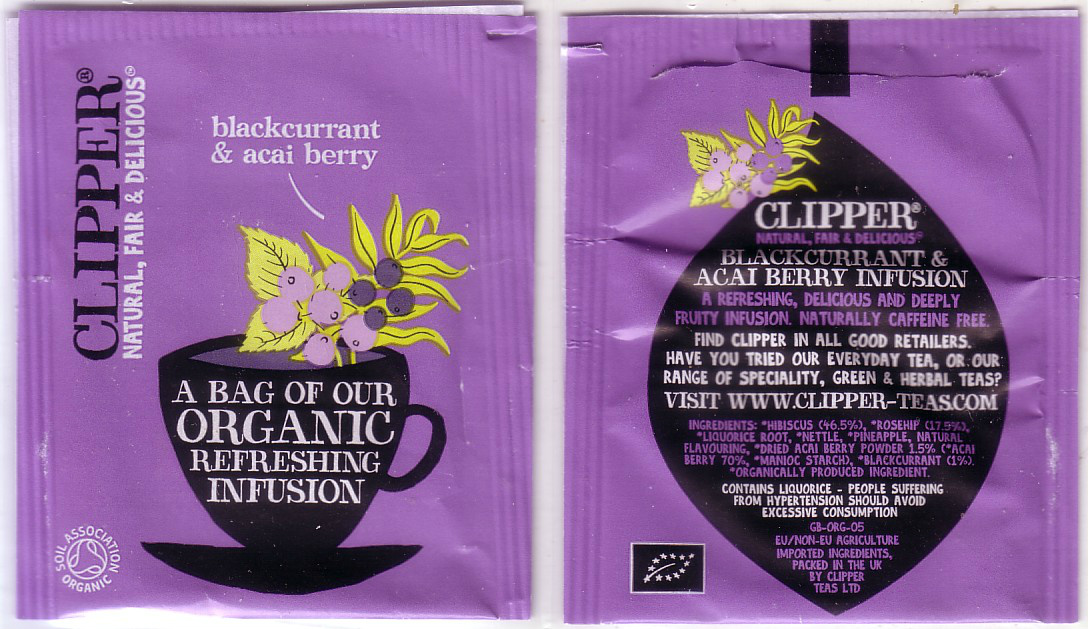 CLIPPER®
NATURAL, FAIR & DELICIOUS®
blackcurrant
& acai berry
A BAG OF OUR
ORGANIC
REFRESHING
INFUSION
SOIL ASSOCIATION
ORGANIC
CLIPPER®
NATURAL, FAIR & DELICIOUS®
BLACKCURRANT &
ACAI BERRY INFUSION
A REFRESHING, DELICIOUS AND DEEPLY
FRUITY INFUSION. NATURALLY CAFFEINE FREE.
FIND CLIPPER IN ALL GOOD RETAILERS.
HAVE YOU TRIED OUR EVERYDAY TEA, OR OUR
RANGE OF SPECIALITY, GREEN & HERBAL TEAS?
VISIT WWW.CLIPPER-TEAS.COM
INGREDIENTS: *HIBISCUS (46.5%), *ROSEHIP (17.9%),
*LIQUORICE ROOT, *NETTLE, *PINEAPPLE, NATURAL
FLAVOURING, *DRIED ACAI BERRY POWDER 1.5% (*ACAI
BERRY 70%, *MANIOC STARCH), *BLACKCURRANT (1%).
*ORGANICALLY PRODUCED INGREDIENT.
CONTAINS LIQUORICE - PEOPLE SUFFERING
FROM HYPERTENSION SHOULD AVOID
EXCESSIVE CONSUMPTION
GB-ORG-05
EU/NON-EU AGRICULTURE
IMPORTED INGREDIENTS,
PACKED IN THE UK
BY CLIPPER
TEAS LTD